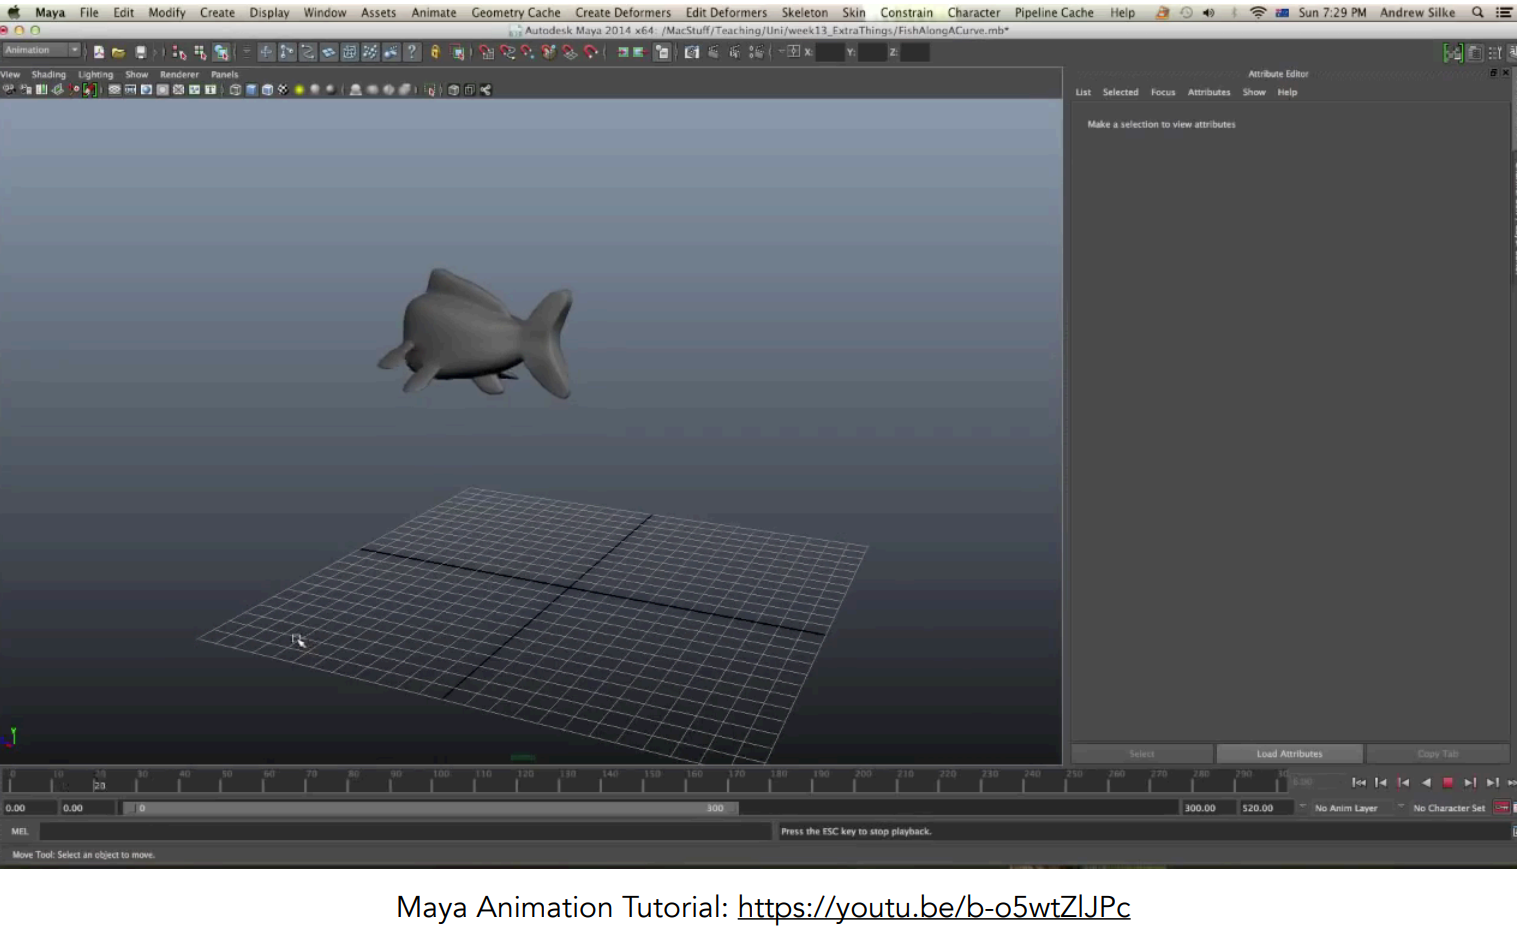 Maya File Edit Modify Create Display Window Assets Animate Geometry Cache Create Deformers Edit Deformers Skeleton Skin Constrain Character Pipeline Cache Help Sun 7:29 PM Andrew Silke
Autodesk Maya 2014 x64: /MacStuff/Teaching/Uni/week13_ExtraThings/FishAlongACurve.mb*
Animation X: Y: Z:
View Shading Lighting Show Renderer Panels
Attribute Editor
List Selected Focus Attributes Show Help
Make a selection to view attributes
Y
Select Load Attributes Copy Tab
0 10 20 30 40 50 60 70 80 90 100 110 120 130 140 150 160 170 180 190 200 210 220 230 240 250 260 270 280 290
20
0.00 0.00 0 300 300.00 520.00 No Anim Layer No Character Set
MEL Press the ESC key to stop playback.
Move Tool: Select an object to move.
Maya Animation Tutorial: https://youtu.be/b-o5wtZlJPc